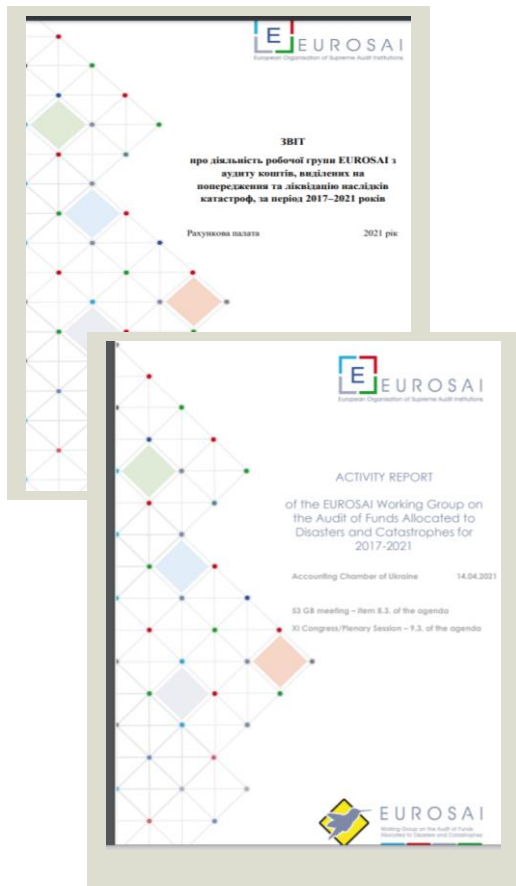 E EUROSAI
European Organisation of Supreme Audit Institutions
ЗВІТ
про діяльність робочої групи EUROSAI з
аудиту коштів, виділених на
попередження та ліквідацію наслідків
катастроф, за період 2017–2021 років
Рахункова палата 2021 рік
E EUROSAI
European Organisation of Supreme Audit Institutions
ACTIVITY REPORT
of the EUROSAI Working Group on
the Audit of Funds Allocated to
Disasters and Catastrophes for
2017-2021
Accounting Chamber of Ukraine 14.04.2021
53 GB meeting – Item 8.3. of the agenda
XI Congress/Plenary Session – 9.3. of the agenda
EUROSAI
Working Group on the Audit of Funds
Allocated to Disasters and Catastrophes